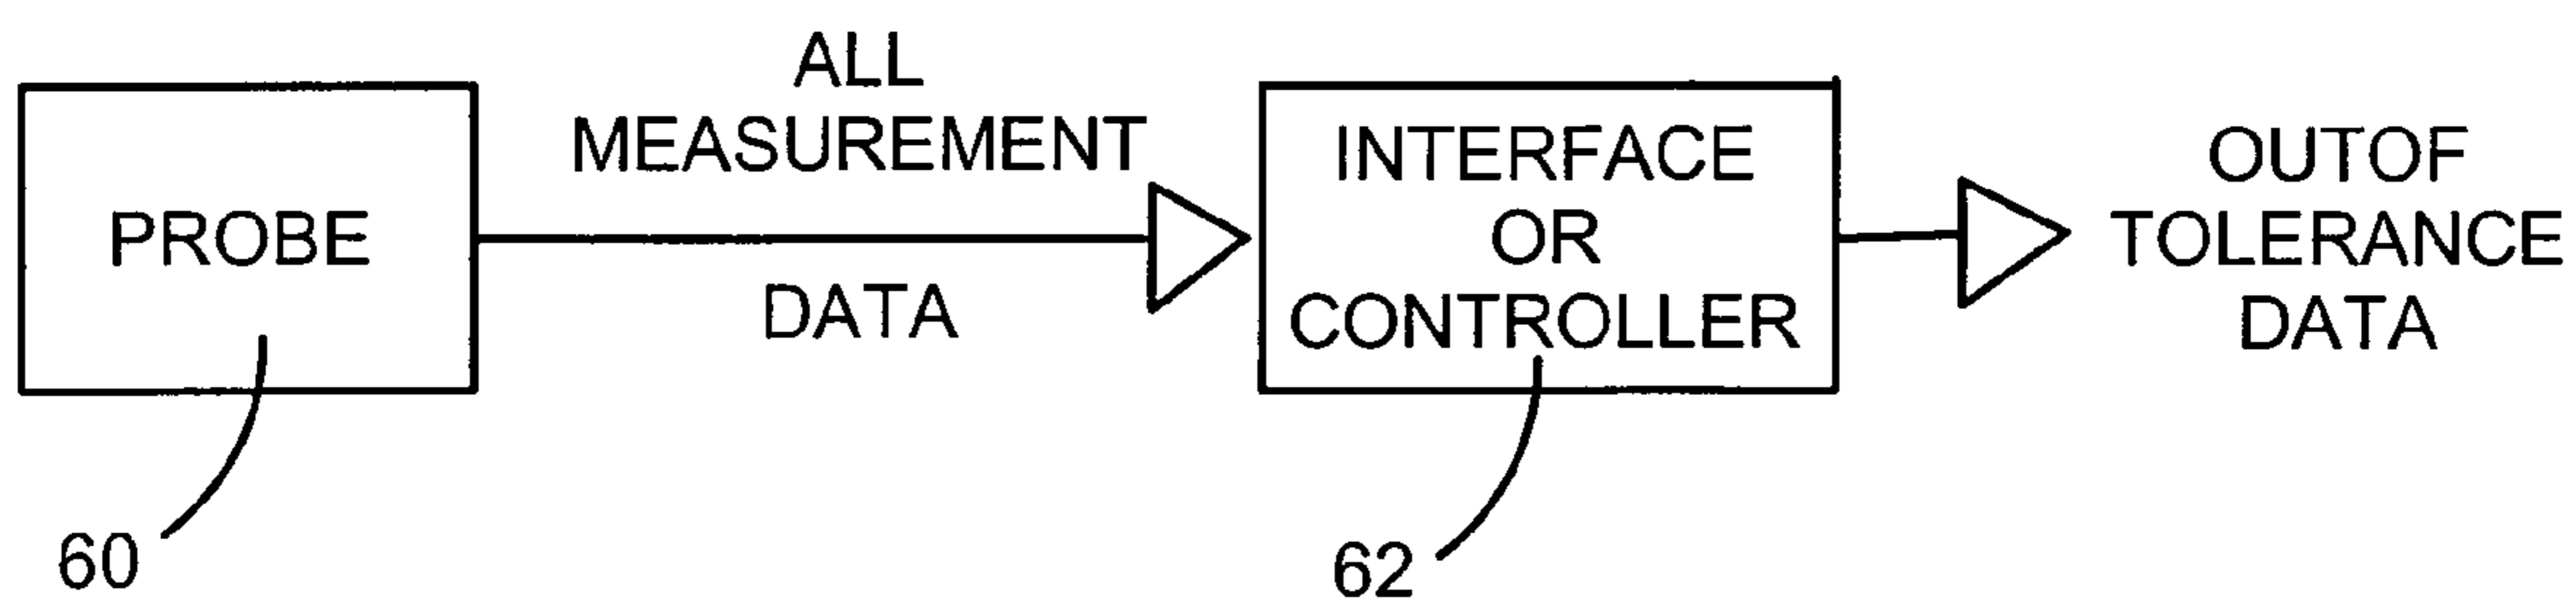 PROBE
60
ALL
MEASUREMENT
DATA
INTERFACE
OR
CONTROLLER
62
OUTOF
TOLERANCE
DATA